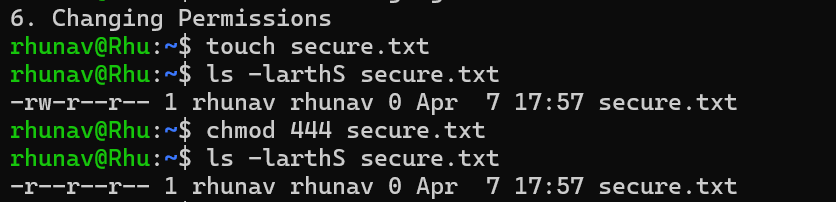 6. Changing Permissions
rhunav@Rhu:~$ touch secure.txt
rhunav@Rhu:~$ ls -larthS secure.txt
-rw-r--r-- 1 rhunav rhunav 0 Apr  7 17:57 secure.txt
rhunav@Rhu:~$ chmod 444 secure.txt
rhunav@Rhu:~$ ls -larthS secure.txt
-r--r--r-- 1 rhunav rhunav 0 Apr  7 17:57 secure.txt